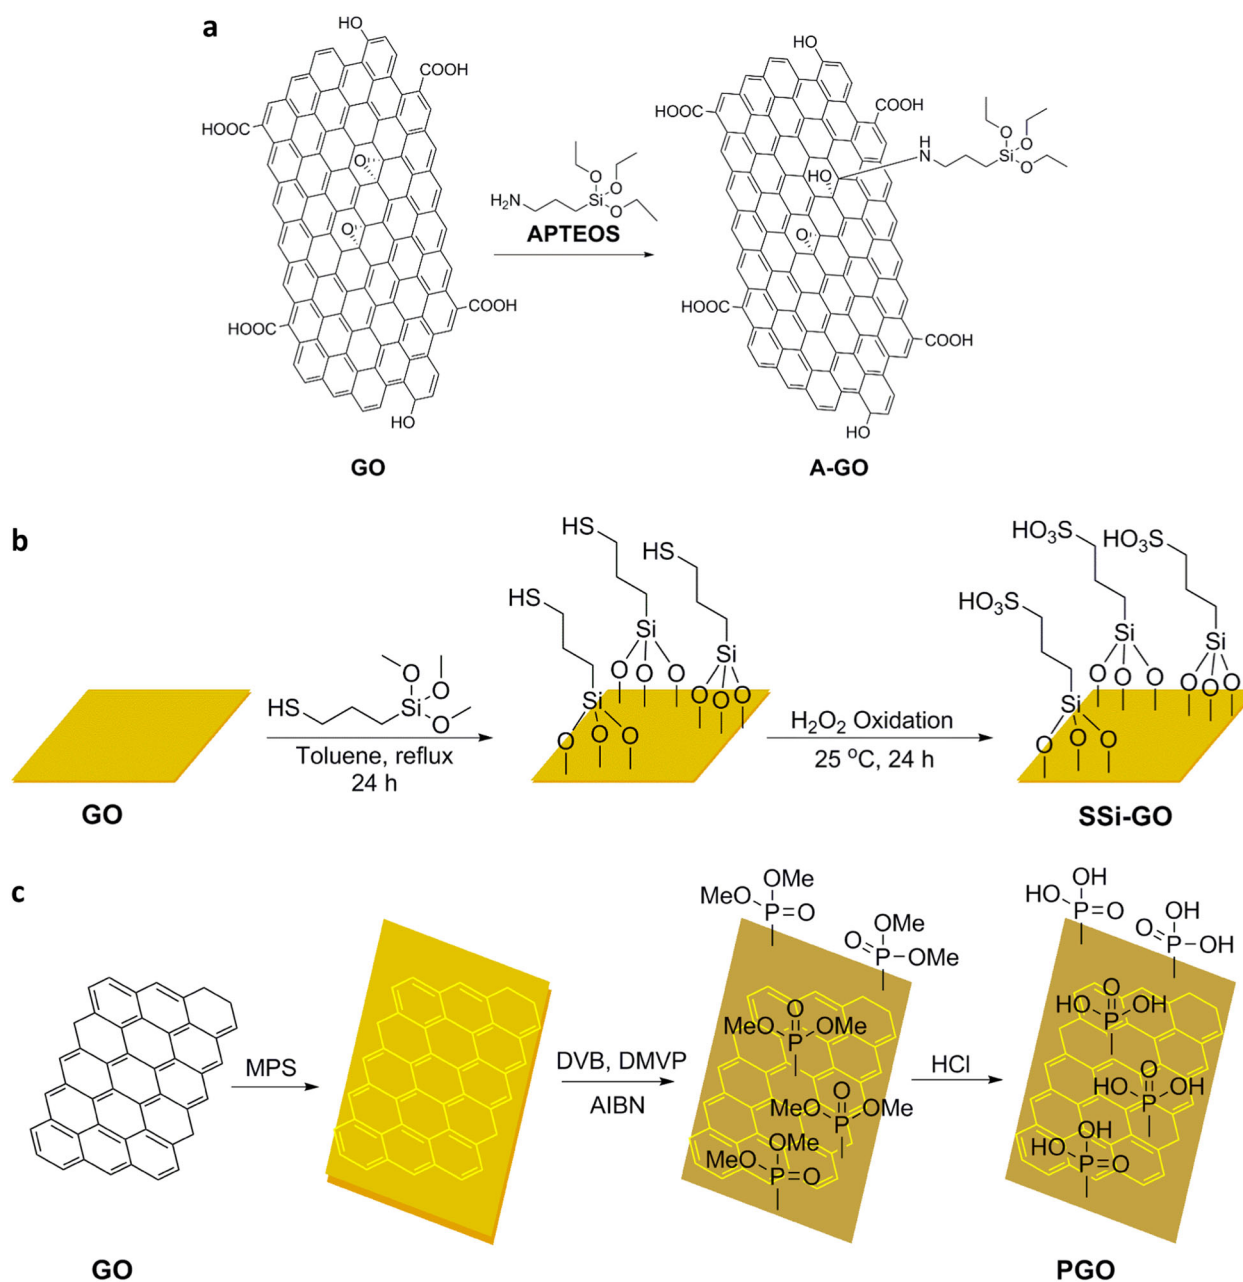 a
HO
COOH
HOOC
O
O
HOOC
COOH
HO
GO
H2N
O
Si
O
O
APTEOS
HO
COOH
HOOC
H
N
O
O
Si
O
HO
O
HOOC
COOH
HO
A-GO
b
GO
HS
O
Si
O
O
Toluene, reflux
24 h
HS
HS
HS
Si
O O O
Si
O O O
Si
O O O
H2O2 Oxidation
25 °C, 24 h
HO3S
HO3S
HO3S
Si
O O O
Si
O O O
Si
O O O
SSi-GO
c
GO
MPS
DVB, DMVP
AIBN
OMe
MeO P=O
OMe
O P OMe
O
MeO P OMe
O
MeO P OMe
OMe
MeO P=O
HCl
OH
HO P=O
OH
O P OH
O
HO P OH
O
HO P OH
OH
HO P=O
PGO